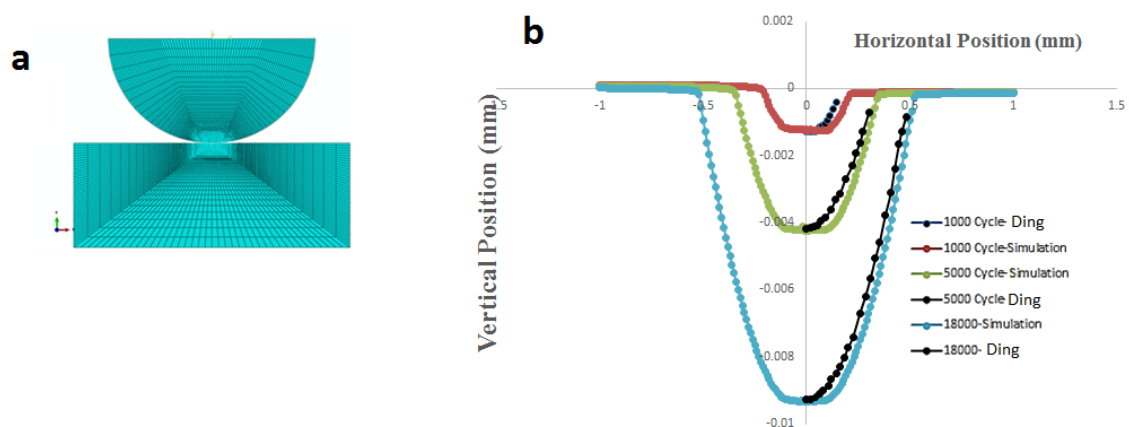 a
b
Horizontal Position (mm)
Vertical Position (mm)
0.002
0
-0.002
-0.004
-0.006
-0.008
-0.01
1.5
-1
-0.5
0
0.5
1
1.5
1000 Cycle- Ding
1000 Cycle-Simulation
5000 Cycle-Simulation
5000 Cycle-Ding
18000-Simulation
18000- Ding